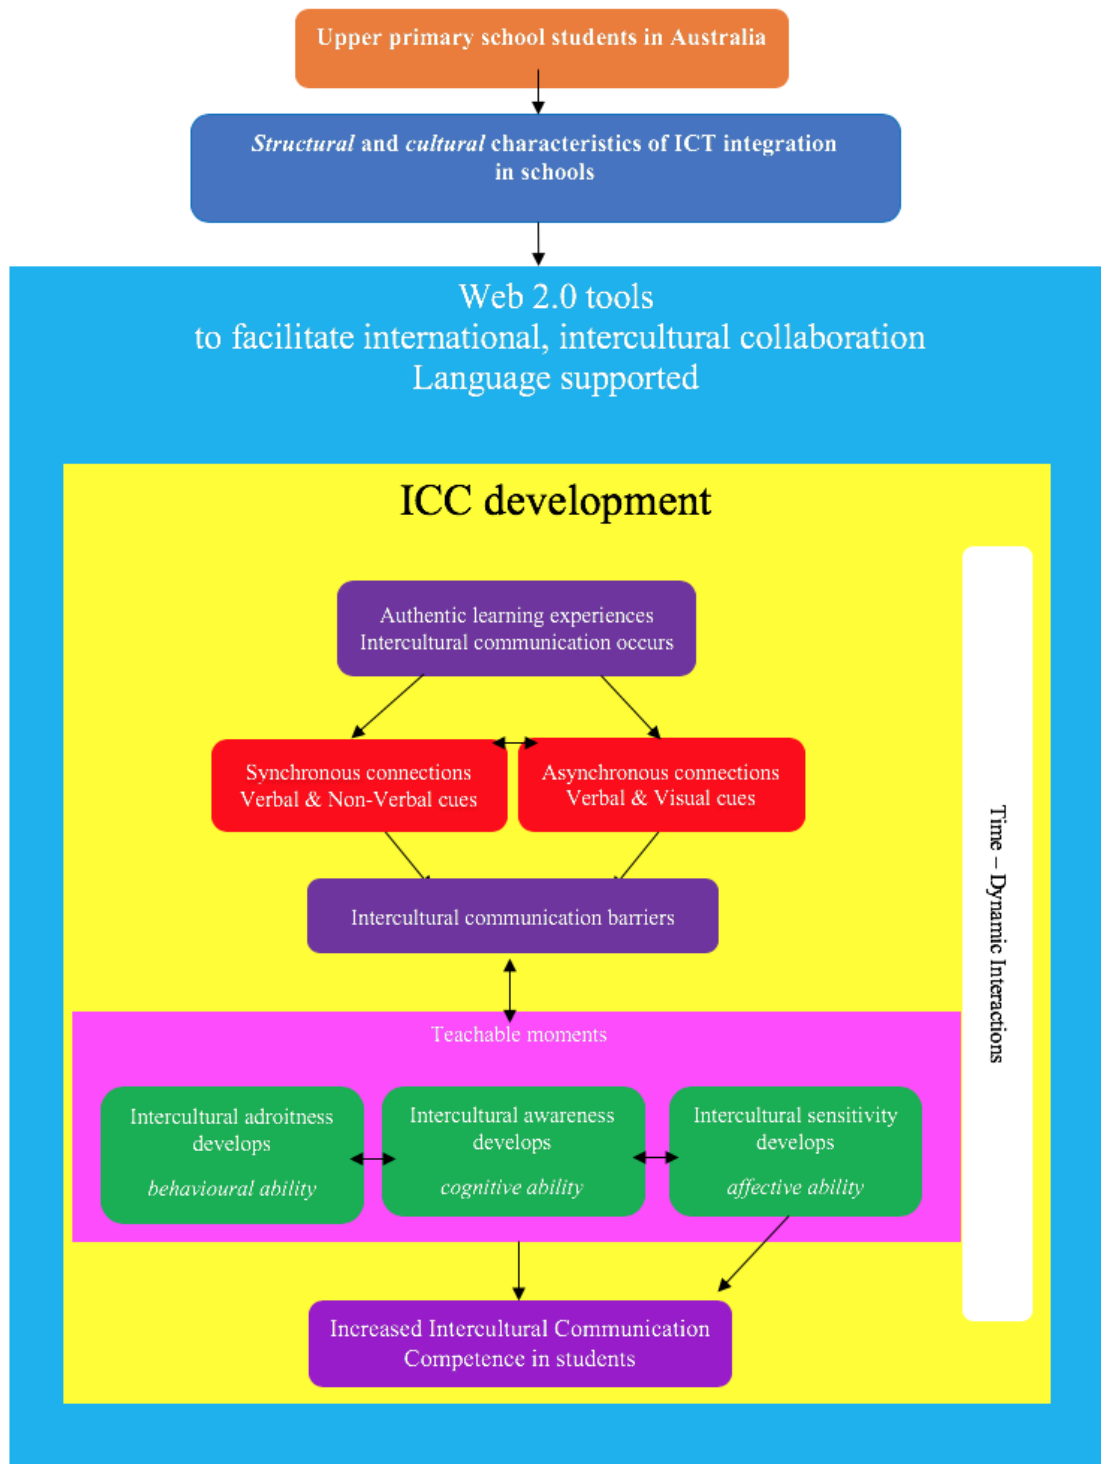 Upper primary school students in Australia
Structural and cultural characteristics of ICT integration
in schools
Web 2.0 tools
to facilitate international, intercultural collaboration
Language supported
ICC development
Authentic learning experiences
Intercultural communication occurs
Synchronous connections
Verbal & Non-Verbal cues
Asynchronous connections
Verbal & Visual cues
Intercultural communication barriers
Teachable moments
Intercultural adroitness
develops
behavioural ability
Intercultural awareness
develops
cognitive ability
Intercultural sensitivity
develops
affective ability
Increased Intercultural Communication
Competence in students
Time – Dynamic Interactions